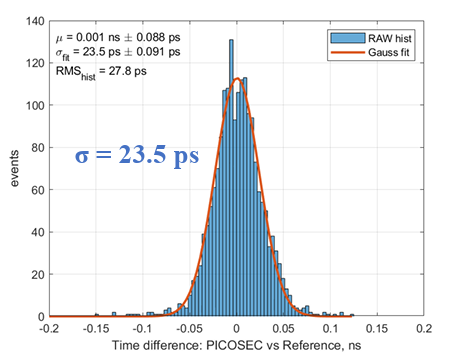 μ = 0.001 ns ± 0.088 ps
σfit = 23.5 ps ± 0.091 ps
RMShist = 27.8 ps
RAW hist
Gauss fit
σ = 23.5 ps
events
140
120
100
80
60
40
20
0
-0.2
-0.15
-0.1
-0.05
0
0.05
0.1
0.15
0.2
Time difference: PICOSEC vs Reference, ns